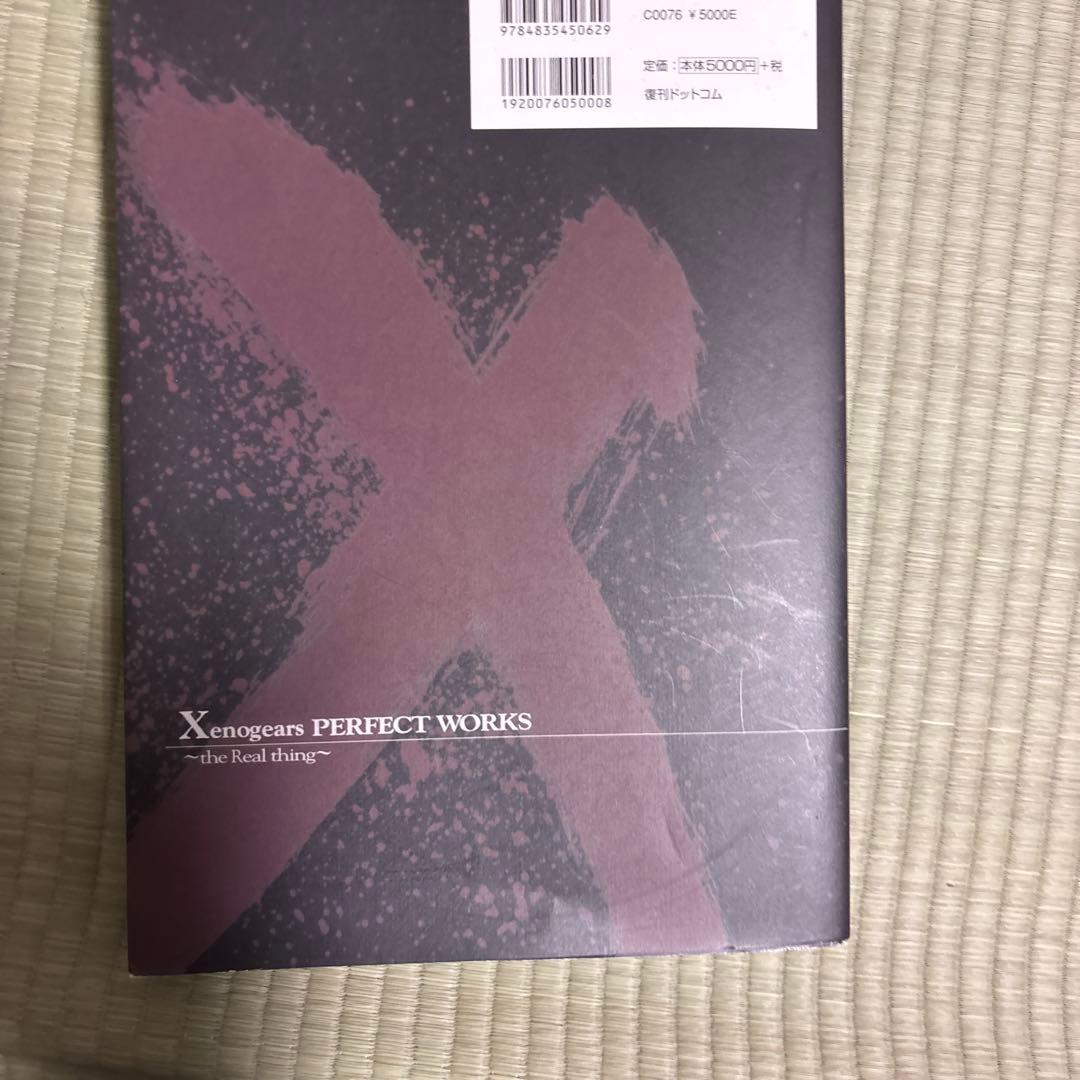 9784835450629
C0076 ¥5000E
1920076050008
定価：本体5000円+税
復刊ドットコム
Xenogears PERFECT WORKS
～the Real thing～